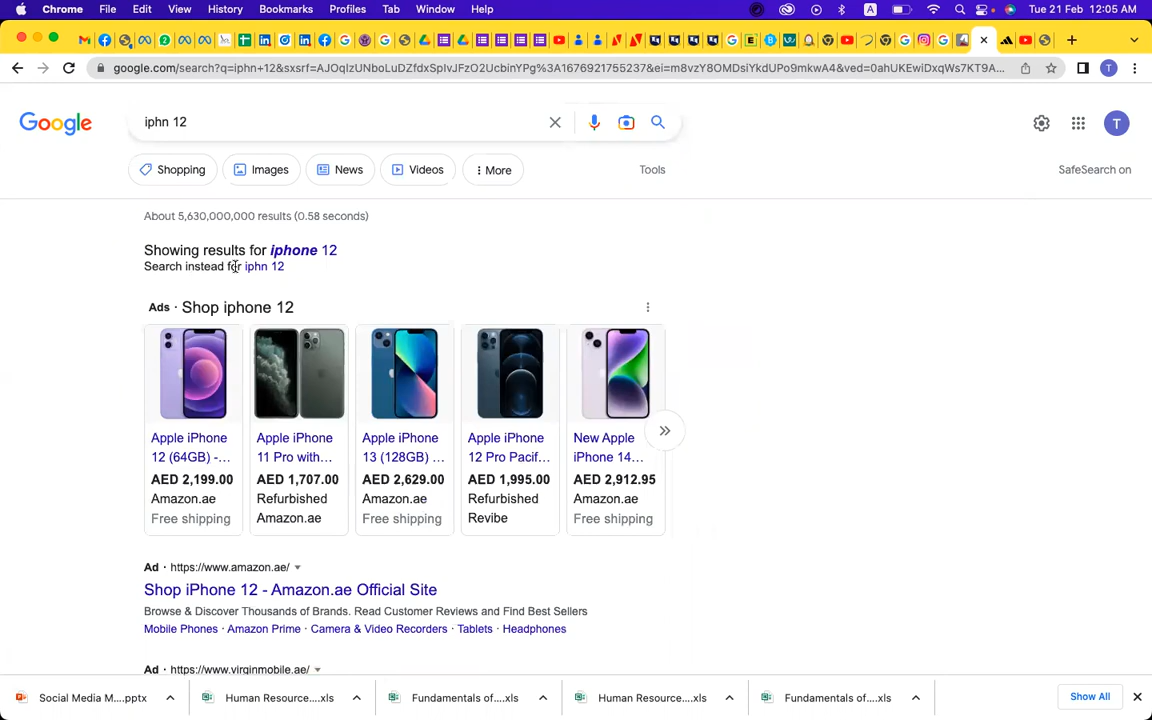 Chrome File Edit View History Bookmarks Profiles Tab Window Help A Tue 21 Feb 12:05 AM
google.com/search?q=iphn+12&sxsrf=AJOqlzUNboLuDZfdxSpIvJFzO2UcbinYPg%3A1676921755237&ei=m8vzY8OMDsiYkdUPo9mkwA4&ved=0ahUKEwiDxqWs7KT9A... T
Google iphn 12 T
Shopping Images News Videos More Tools SafeSearch on
About 5,630,000,000 results (0.58 seconds)
Showing results for iphone 12
Search instead for iphn 12
Ads · Shop iphone 12
Apple iPhone 12 (64GB) -...
AED 2,199.00
Amazon.ae
Free shipping
Apple iPhone 11 Pro with...
AED 1,707.00
Refurbished
Amazon.ae
Apple iPhone 13 (128GB) ...
AED 2,629.00
Amazon.ae
Free shipping
Apple iPhone 12 Pro Pacif...
AED 1,995.00
Refurbished
Revibe
New Apple iPhone 14...
AED 2,912.95
Amazon.ae
Free shipping
Ad · https://www.amazon.ae/
Shop iPhone 12 - Amazon.ae Official Site
Browse & Discover Thousands of Brands. Read Customer Reviews and Find Best Sellers
Mobile Phones · Amazon Prime · Camera & Video Recorders · Tablets · Headphones
Ad · https://www.virginmobile.ae/
Social Media M....pptx Human Resource....xls Fundamentals of....xls Human Resource....xls Fundamentals of....xls Show All